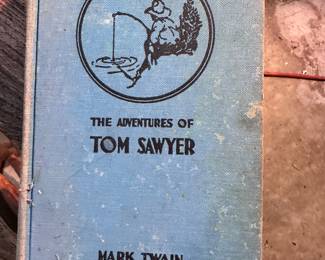 THE ADVENTURES OF
TOM SAWYER
MARK TWAIN